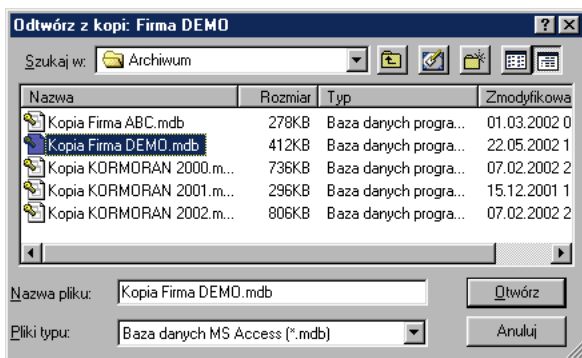 Odtwórz z kopi: Firma DEMO
Szukaj w: Archiwum
Nazwa Rozmiar Typ Zmodyfikowa
Kopia Firma ABC.mdb 278KB Baza danych progra... 01.03.2002 0
Kopia Firma DEMO.mdb 412KB Baza danych progra... 22.05.2002 1
Kopia KORMORAN 2000.m... 736KB Baza danych progra... 07.02.2002 2
Kopia KORMORAN 2001.m... 296KB Baza danych progra... 15.12.2001 1
Kopia KORMORAN 2002.m... 806KB Baza danych progra... 07.02.2002 2
Nazwa pliku: Kopia Firma DEMO.mdb Otwórz
Pliki typu: Baza danych MS Access (*.mdb) Anuluj